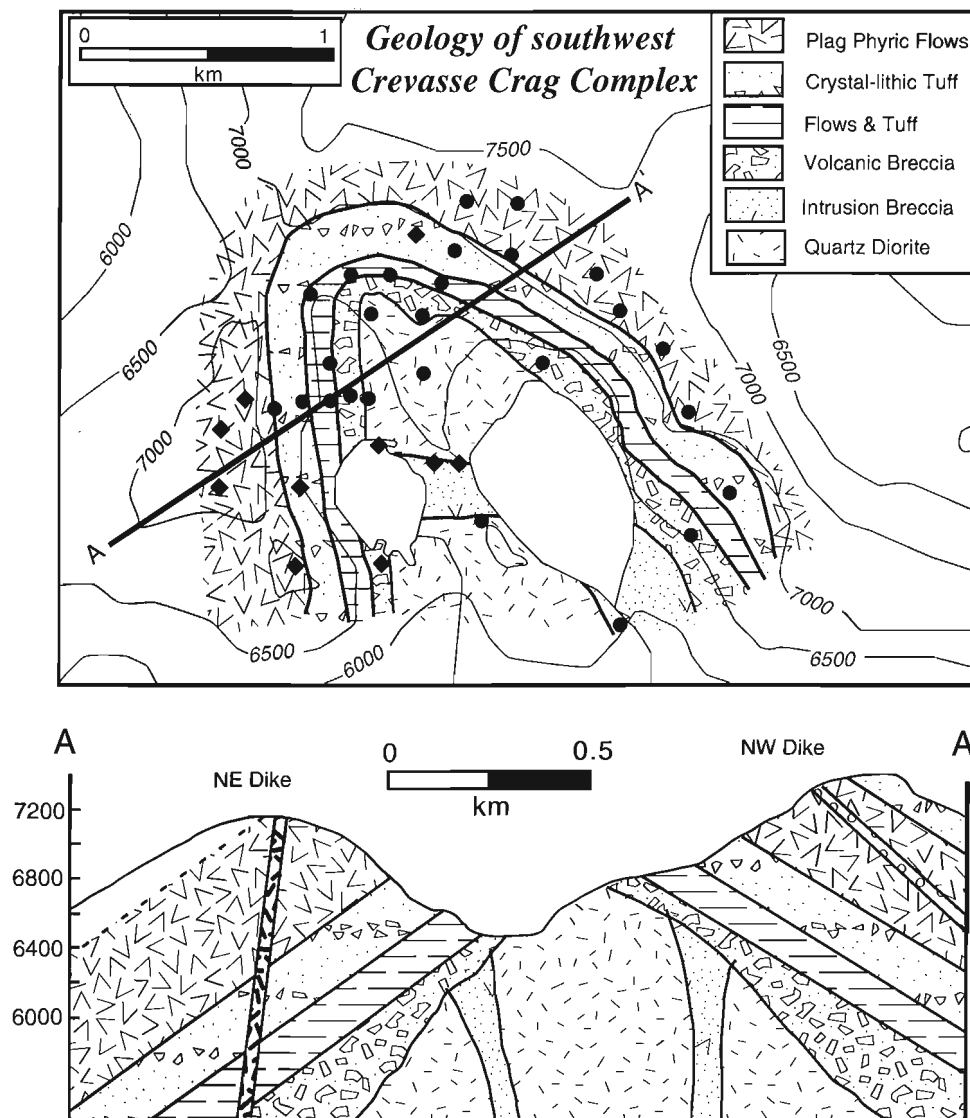 0 1
km
Geology of southwest
Crevasse Crag Complex
Plag Phyric Flows
Crystal-lithic Tuff
Flows & Tuff
Volcanic Breccia
Intrusion Breccia
Quartz Diorite
7000
7500
6000
A'
6500
6500
7000
7000
A
7000
6500
6000
6500
A
0 0.5
km
NE Dike
NW Dike
A
7200
6800
6400
6000